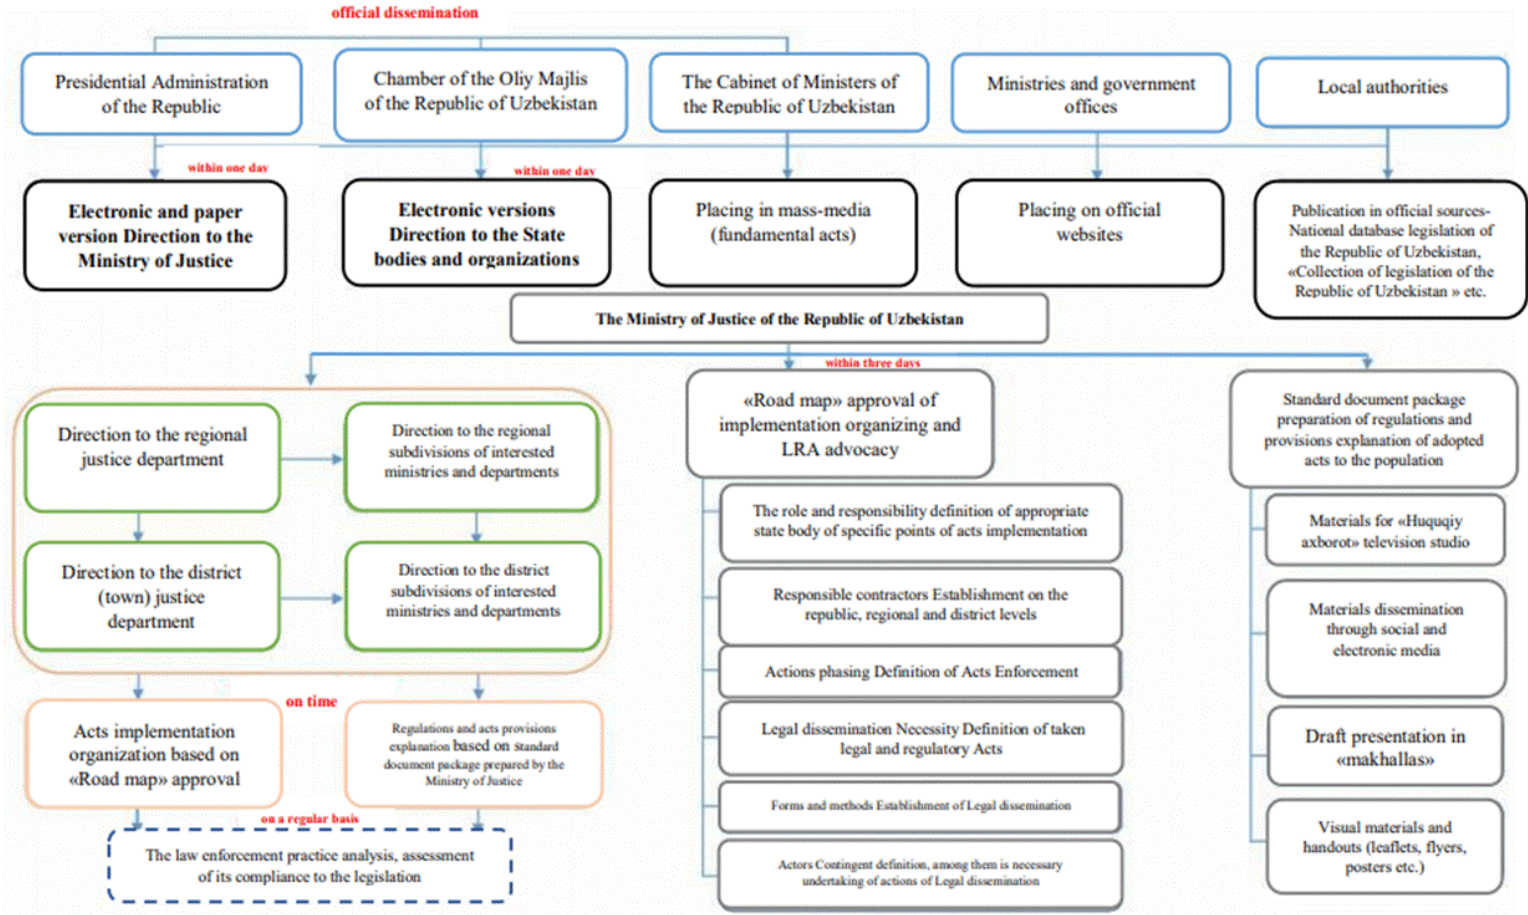 official dissemination
Presidential Administration
of the Republic
Chamber of the Oliy Majlis
of the Republic of Uzbekistan
The Cabinet of Ministers of
the Republic of Uzbekistan
Ministries and government
offices
Local authorities
within one day
within one day
Electronic and paper
version Direction to the
Ministry of Justice
Electronic versions
Direction to the State
bodies and organizations
Placing in mass-media
(fundamental acts)
Placing on official
websites
Publication in official sources-
National database legislation of
the Republic of Uzbekistan,
«Collection of legislation of the
Republic of Uzbekistan » etc.
The Ministry of Justice of the Republic of Uzbekistan
within three days
Direction to the regional
justice department
Direction to the regional
subdivisions of interested
ministries and departments
Direction to the district
(town) justice
department
Direction to the district
subdivisions of interested
ministries and departments
on time
Acts implementation
organization based on
«Road map» approval
Regulations and acts provisions
explanation based on standard
document package prepared by the
Ministry of Justice
on a regular basis
The law enforcement practice analysis, assessment
of its compliance to the legislation
«Road map» approval of
implementation organizing and
LRA advocacy
The role and responsibility definition of appropriate
state body of specific points of acts implementation
Responsible contractors Establishment on the
republic, regional and district levels
Actions phasing Definition of Acts Enforcement
Legal dissemination Necessity Definition of taken
legal and regulatory Acts
Forms and methods Establishment of Legal dissemination
Actors Contingent definition, among them is necessary
undertaking of actions of Legal dissemination
Standard document package
preparation of regulations and
provisions explanation of adopted
acts to the population
Materials for «Huquqiy
axborot» television studio
Materials dissemination
through social and
electronic media
Draft presentation in
«makhallas»
Visual materials and
handouts (leaflets, flyers,
posters etc.)